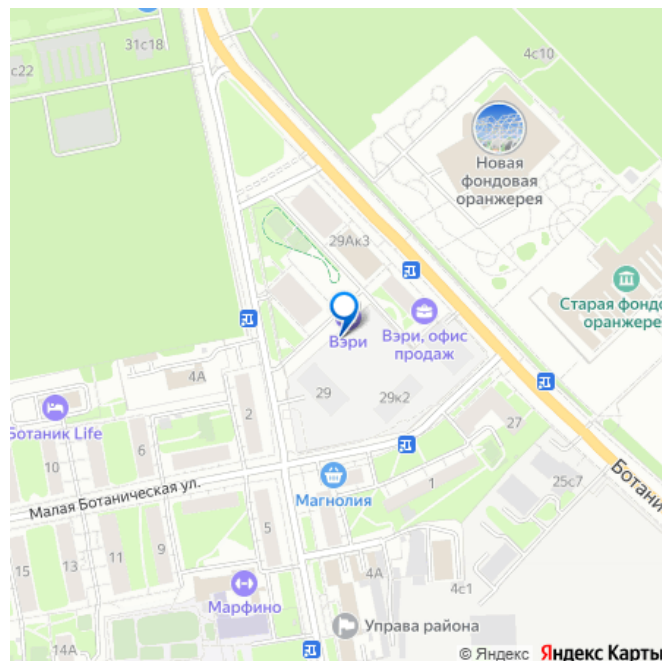 31с18
с22
4с10
Новая
фондовая
оранжерея
29Ак3
Старая фондо
оранжере
Вэри
Вэри, офис
продаж
4А
29
29к2
2
Ботаник Life
6
10
27
Ботани
25с7
Малая Ботаническая ул.
Магнолия
1
5
9
11
13
15
4А
4с1
Марфино
Управа района
14А
© Яндекс Яндекс Карты